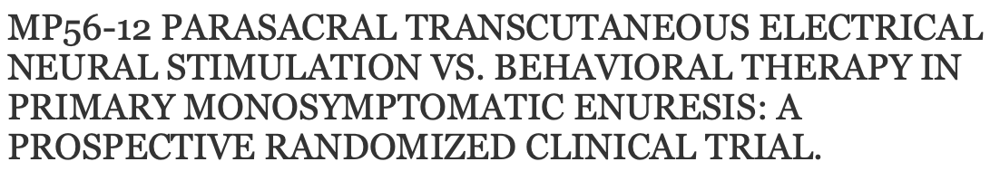 MP56-12 PARASACRAL TRANSCUTANEOUS ELECTRICAL
NEURAL STIMULATION VS. BEHAVIORAL THERAPY IN
PRIMARY MONOSYMPTOMATIC ENURESIS: A
PROSPECTIVE RANDOMIZED CLINICAL TRIAL.